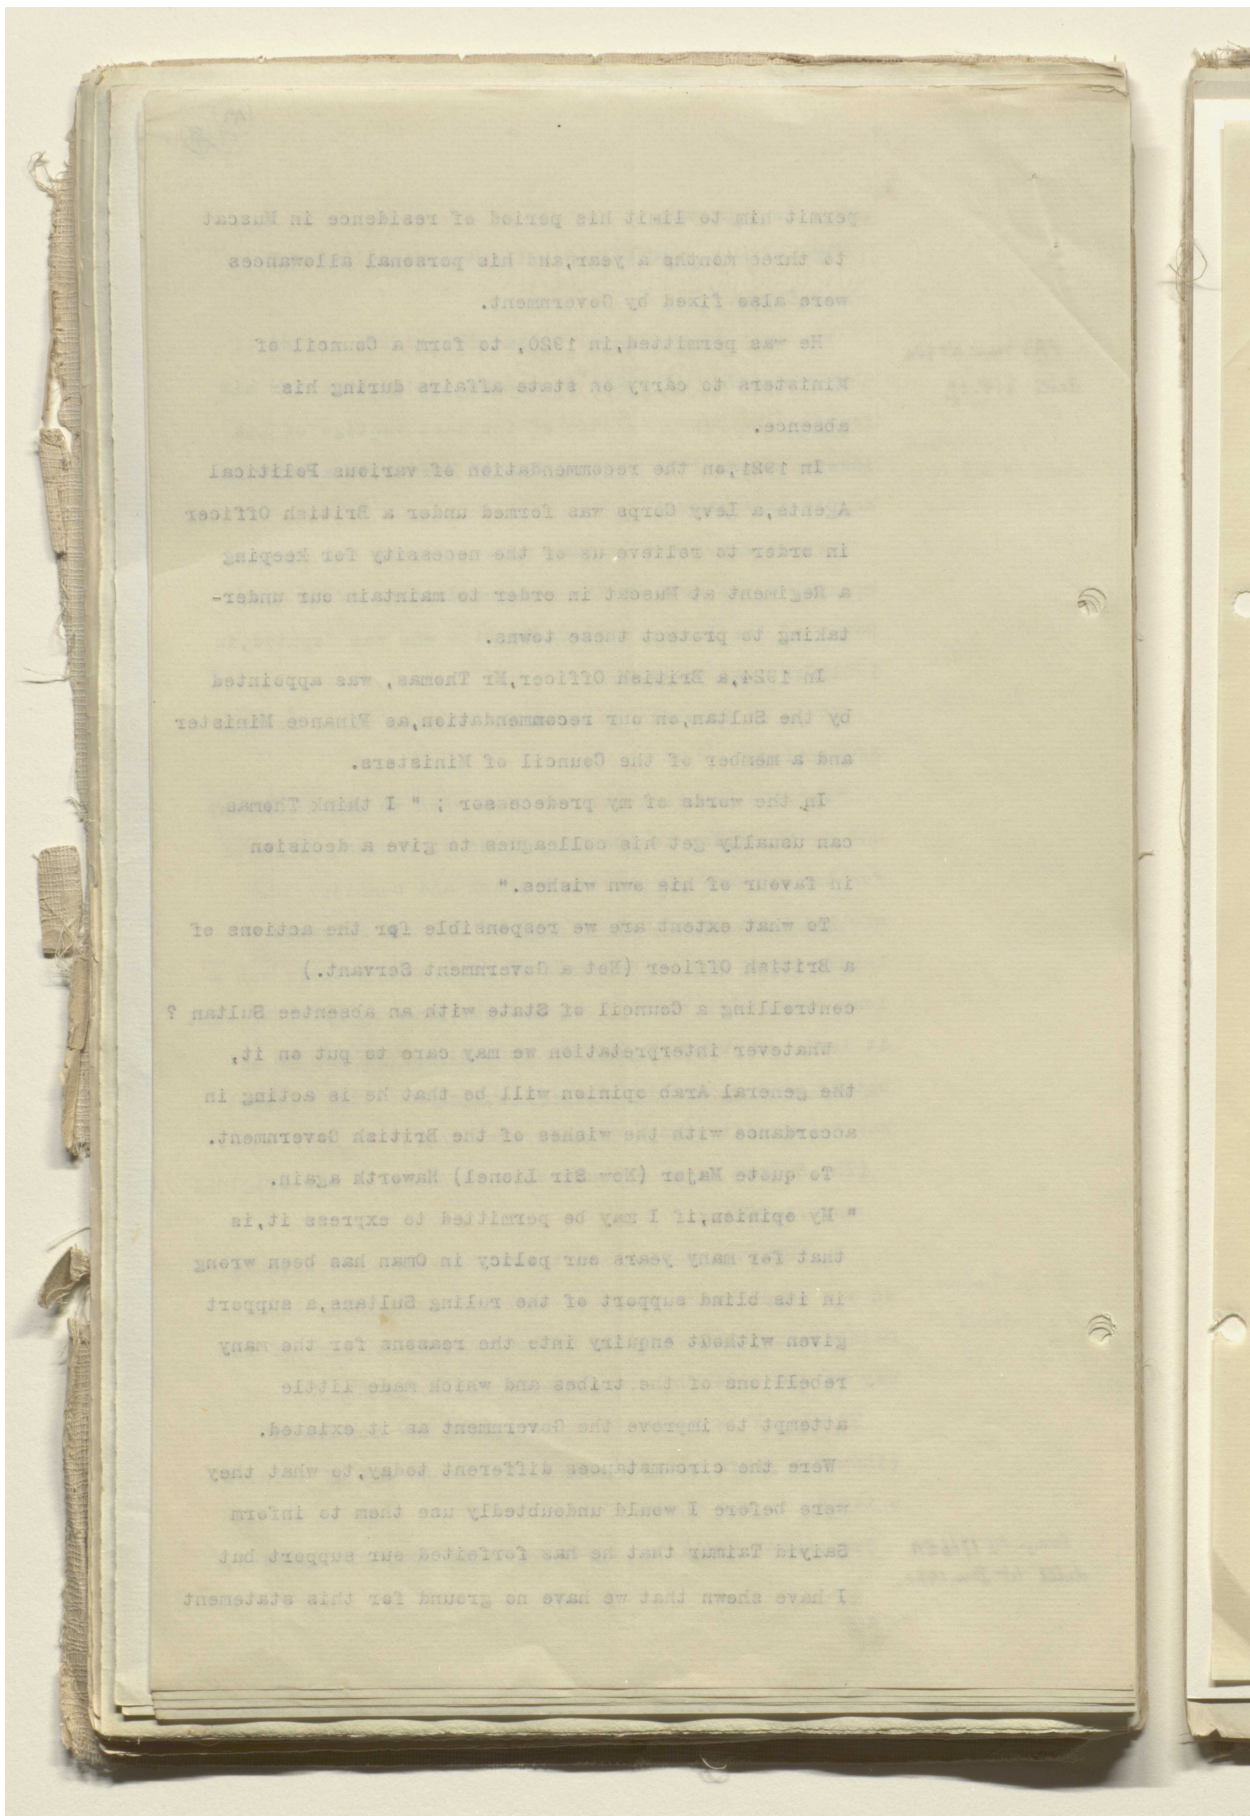 permit him to limit his period of residence in Muscat
to three months a year,and his personal allowances
were also fixed by Government.
He was permitted,in 1920, to form a Council of
Ministers to carry on state affairs during his
absence.
In 1921,on the recommendation of various Political
Agents,a Levy Corps was formed under a British Officer
in order to relieve us of the necessity for keeping
a Regiment at Muscat in order to maintain our under-
taking to protect these towns.
In 1924,a British Officer,Mr Thomas, was appointed
by the Sultan,on our recommendation,as Finance Minister
and a member of the Council of Ministers.
In the words of my predecessor ; " I think Thomas
can usually get his colleagues to give a decision
in favour of his own wishes."
To what extent are we responsible for the actions of
a British Officer (Not a Government Servant.)
controlling a Council of State with an absentee Sultan ?
Whatever interpretation we may care to put on it,
the general Arab opinion will be that he is acting in
accordance with the wishes of the British Government.
To quote Major (Now Sir Lionel) Haworth again.
" My opinion,if I may be permitted to express it,is
that for many years our policy in Oman has been wrong
in its blind support of the ruling Sultans,a support
given without enquiry into the reasons for the many
rebellions of the tribes and which made little
attempt to improve the Government as it existed.
Were the circumstances different today,to what they
were before I would undoubtedly use them to inform
Saiyid Taimur that he has forfeited our support but
I have shewn that we have no ground for this statement